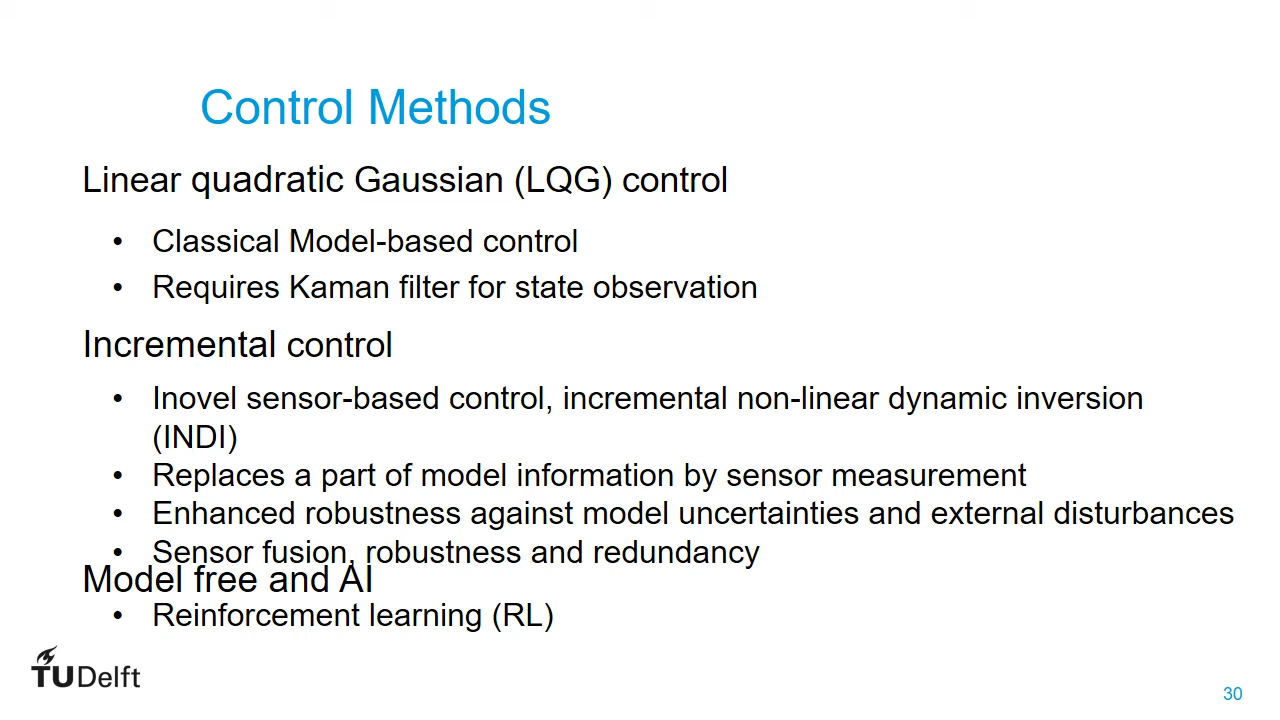 Control Methods
Linear quadratic Gaussian (LQG) control
• Classical Model-based control
• Requires Kaman filter for state observation
Incremental control
• Inovel sensor-based control, incremental non-linear dynamic inversion
(INDI)
• Replaces a part of model information by sensor measurement
• Enhanced robustness against model uncertainties and external disturbances
• Sensor fusion, robustness and redundancy
Model free and AI
• Reinforcement learning (RL)
TU Delft
30